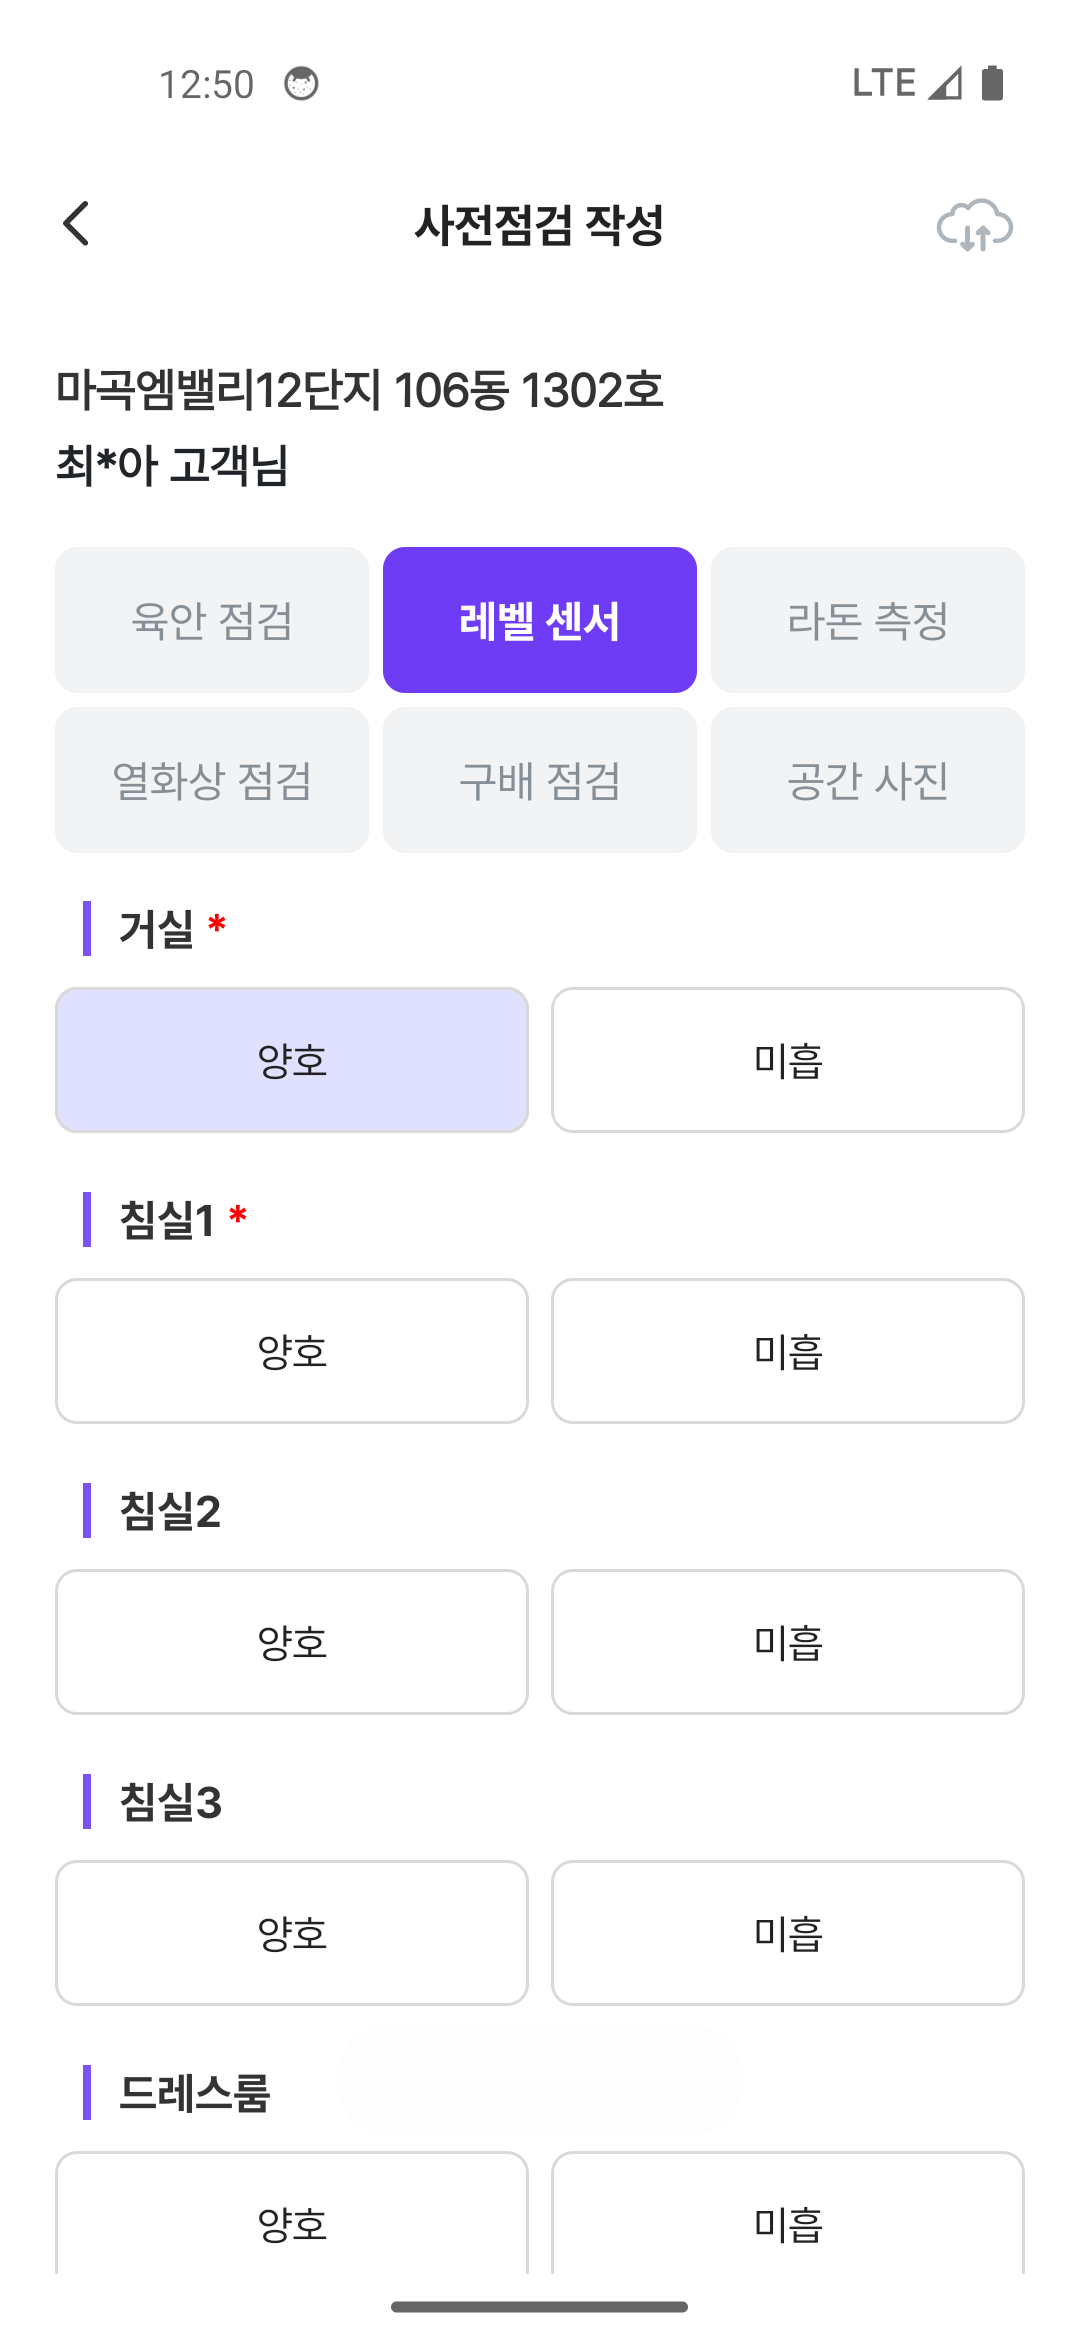 12:50 LTE
사전점검 작성
마곡엠밸리12단지 106동 1302호
최*아 고객님
육안 점검 레벨 센서 라돈 측정
열화상 점검 구배 점검 공간 사진
거실 *
양호 미흡
침실1 *
양호 미흡
침실2
양호 미흡
침실3
양호 미흡
드레스룸
양호 미흡